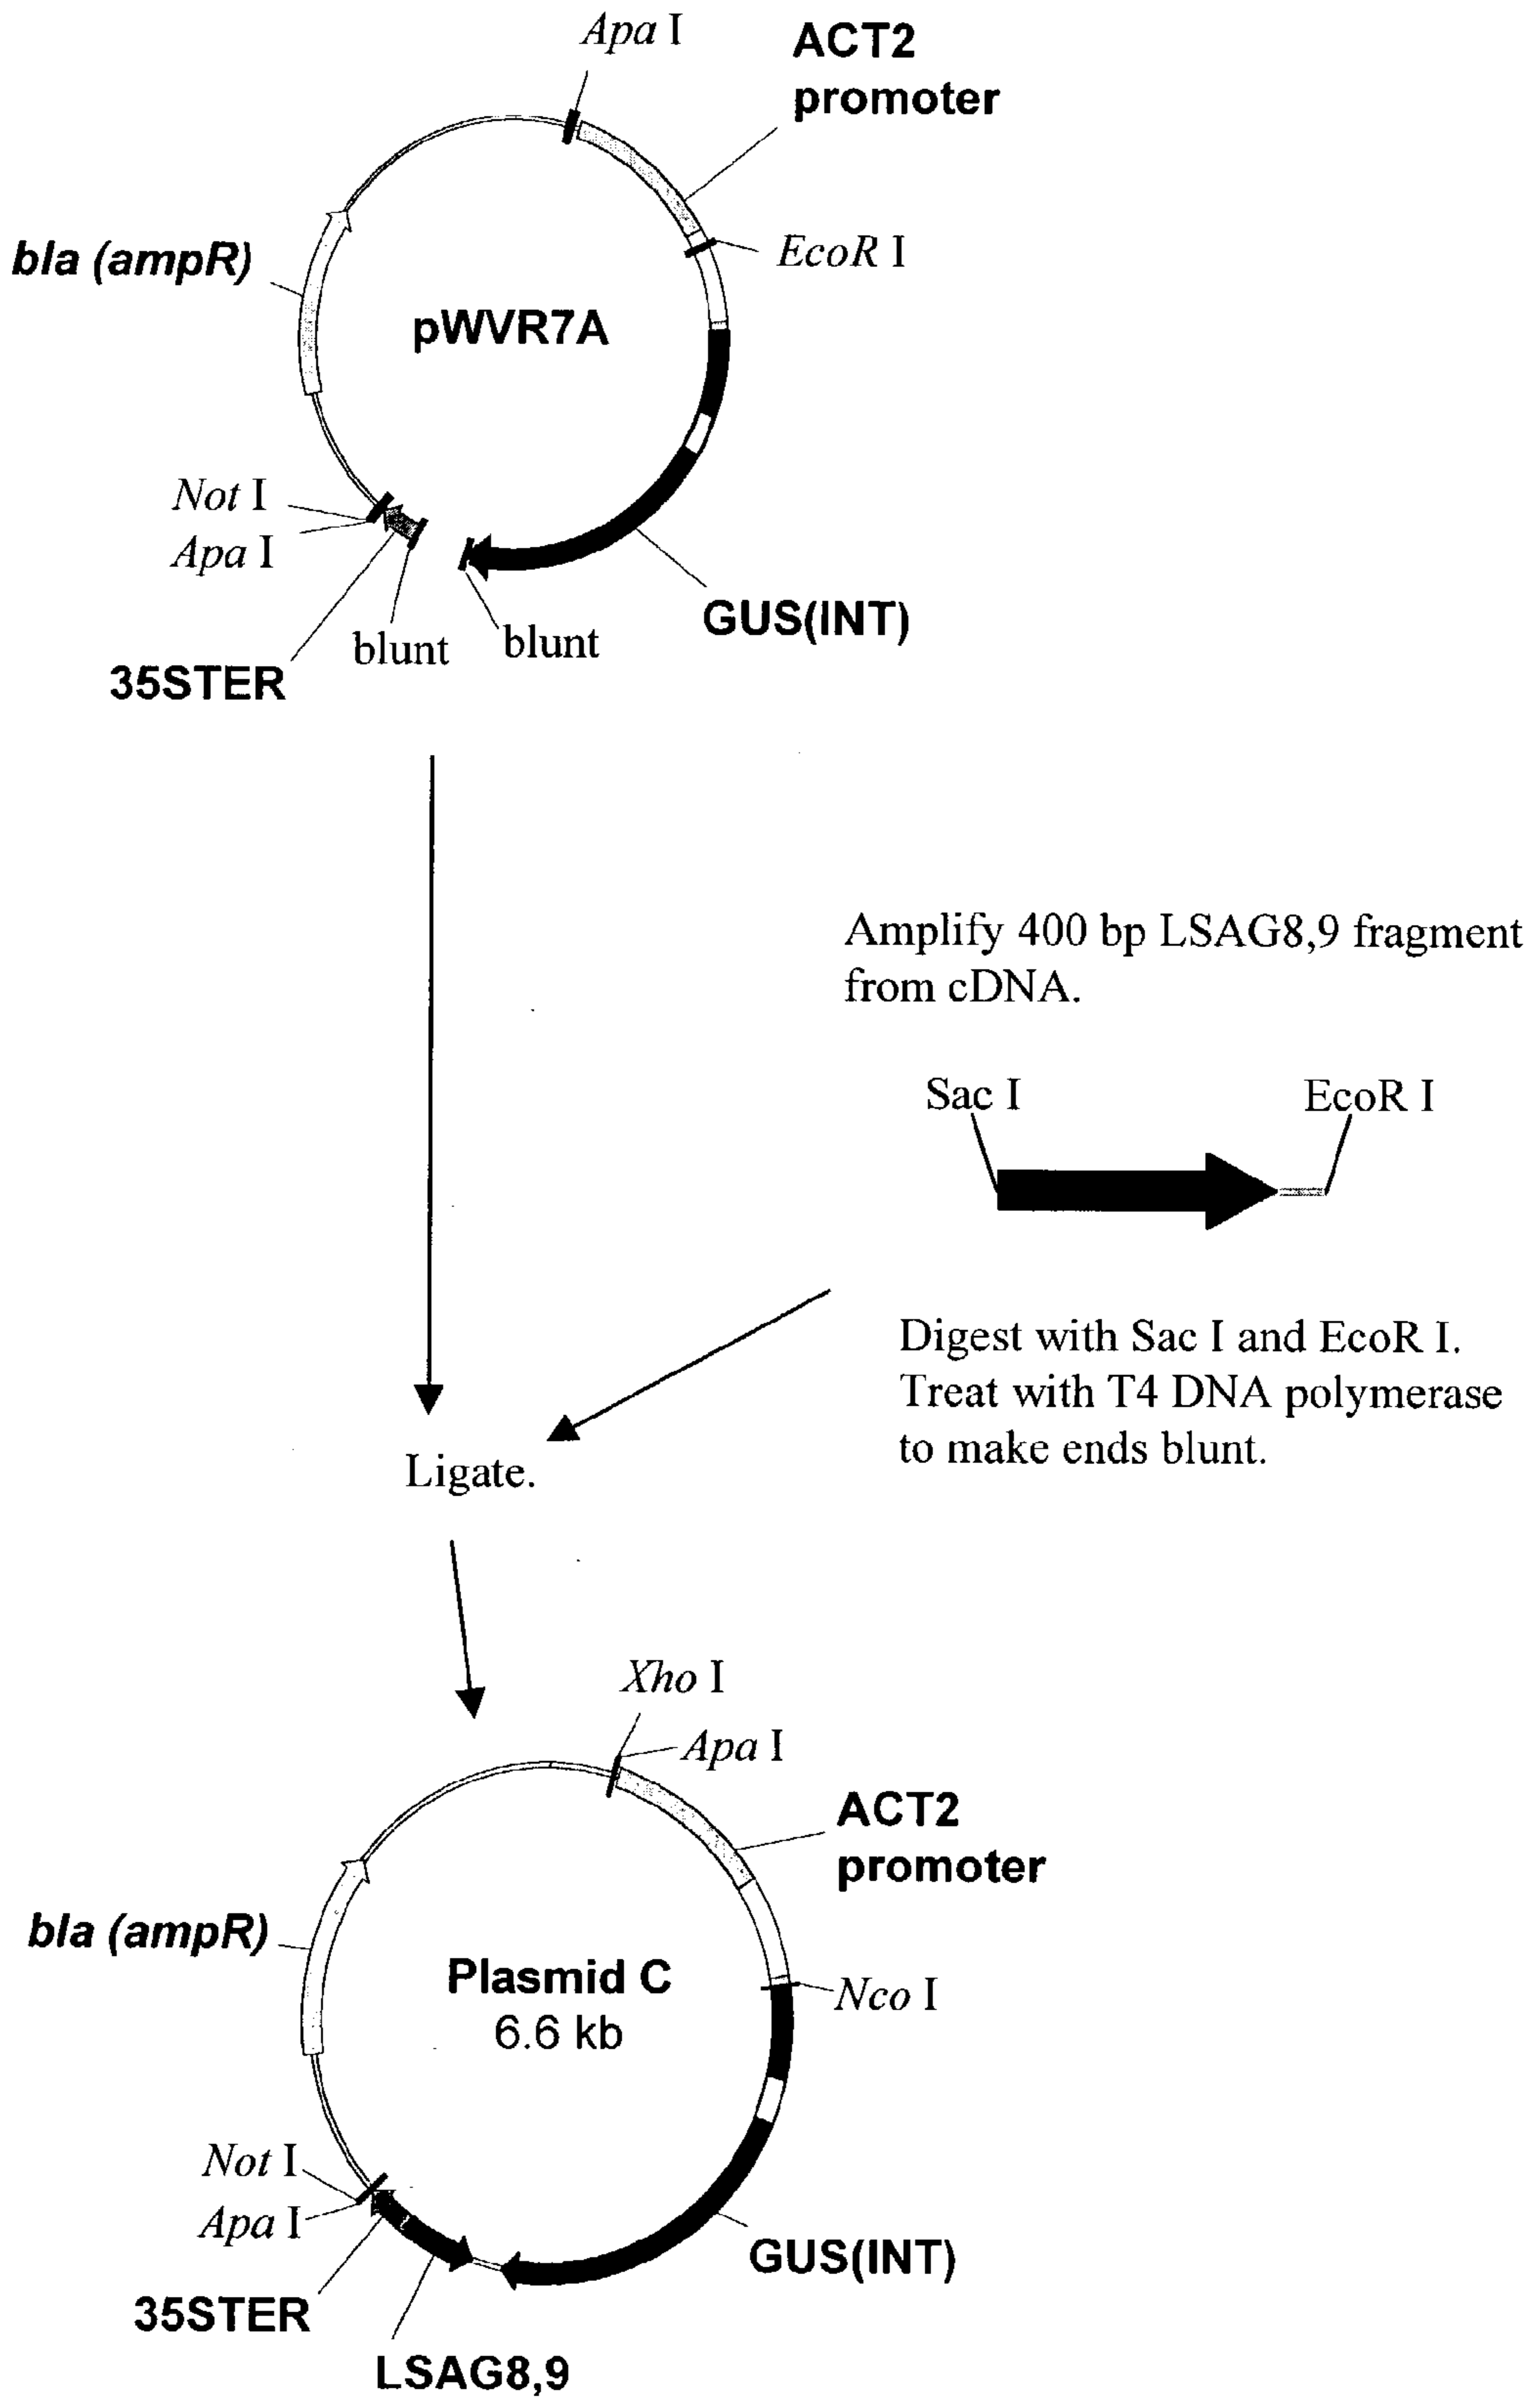 Apa I
ACT2
promoter
bla (ampR)
EcoR I
pWVR7A
Not I
Apa I
blunt
blunt
GUS(INT)
35STER
Amplify 400 bp LSAG8,9 fragment
from cDNA.
Sac I
EcoR I
Digest with Sac I and EcoR I.
Treat with T4 DNA polymerase
to make ends blunt.
Ligate.
Xho I
Apa I
ACT2
promoter
bla (ampR)
Plasmid C
6.6 kb
Nco I
Not I
Apa I
GUS(INT)
35STER
LSAG8,9